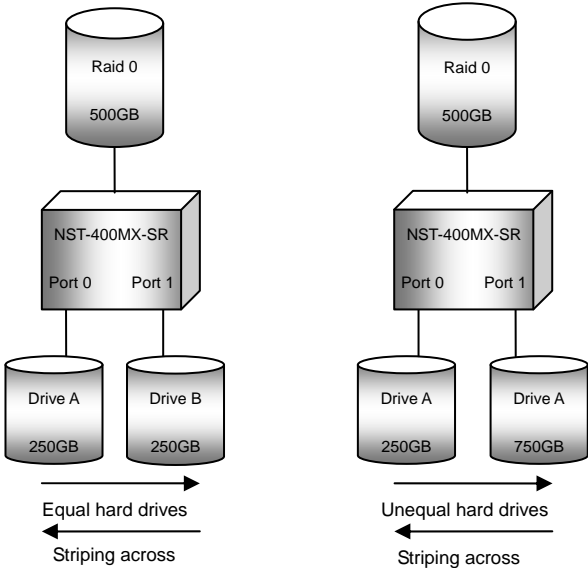 Raid 0
500GB
NST-400MX-SR
Port 0 Port 1
Drive A
250GB
Drive B
250GB
Equal hard drives
Striping across
Raid 0
500GB
NST-400MX-SR
Port 0 Port 1
Drive A
250GB
Drive A
750GB
Unequal hard drives
Striping across